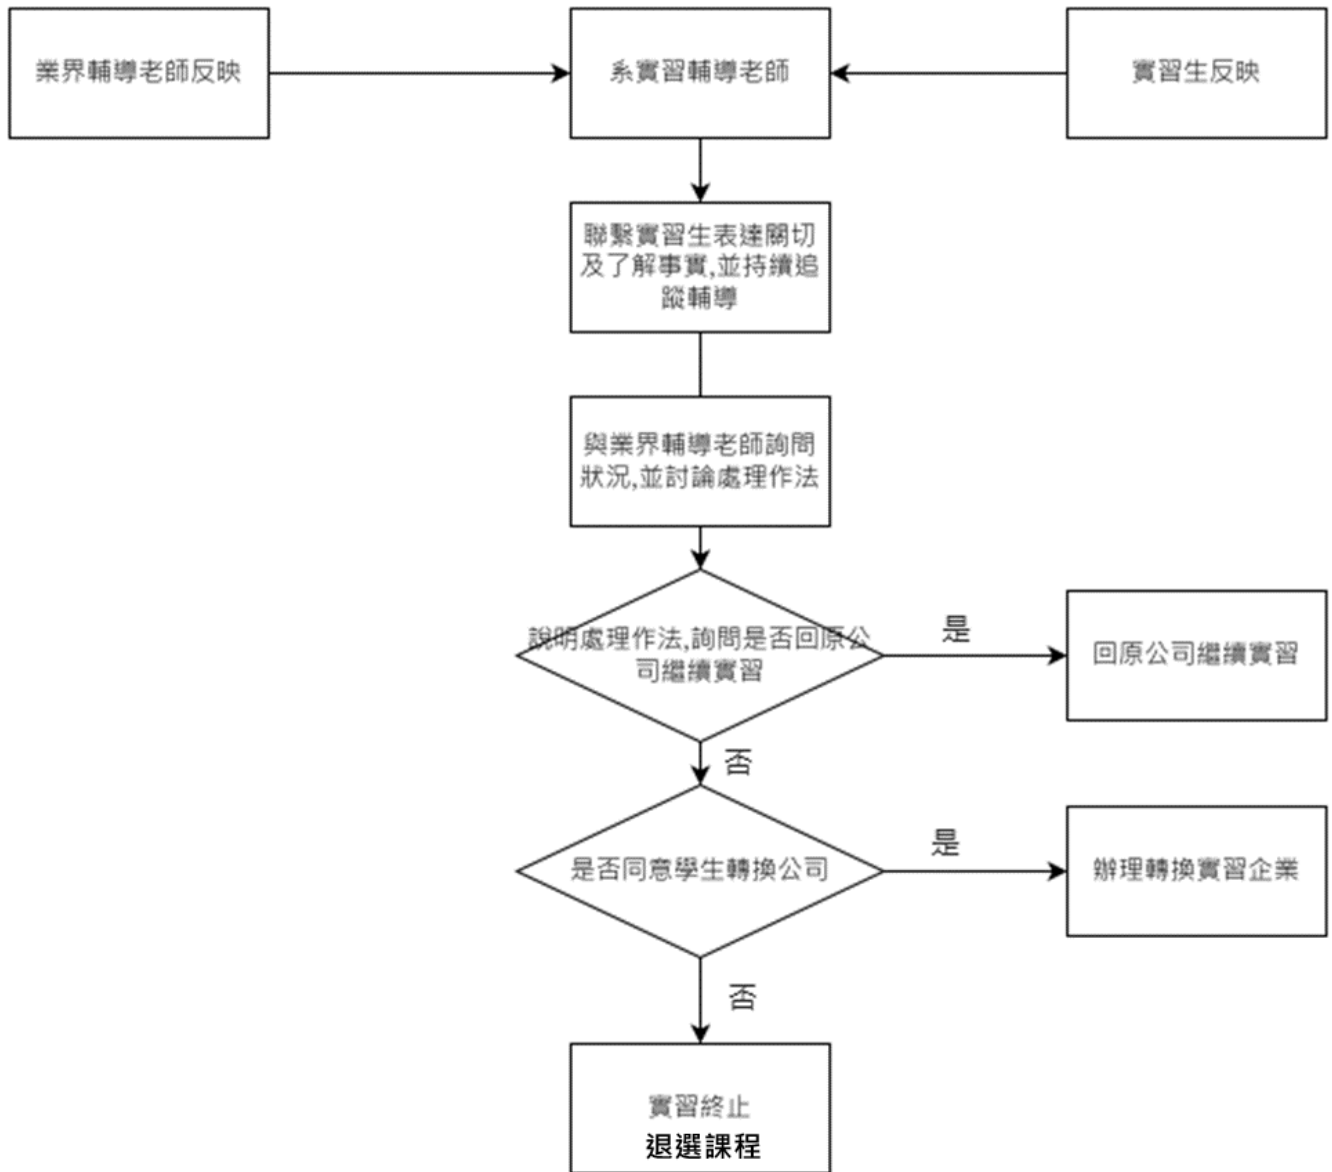 業界輔導老師反映
系實習輔導老師
實習生反映
聯繫實習生表達關切
及了解事實,並持續追
蹤輔導
與業界輔導老師詢問
狀況,並討論處理作法
說明處理作法,詢問是否回原公
司繼續實習
是
回原公司繼續實習
否
是否同意學生轉換公司
是
辦理轉換實習企業
否
實習終止
退選課程